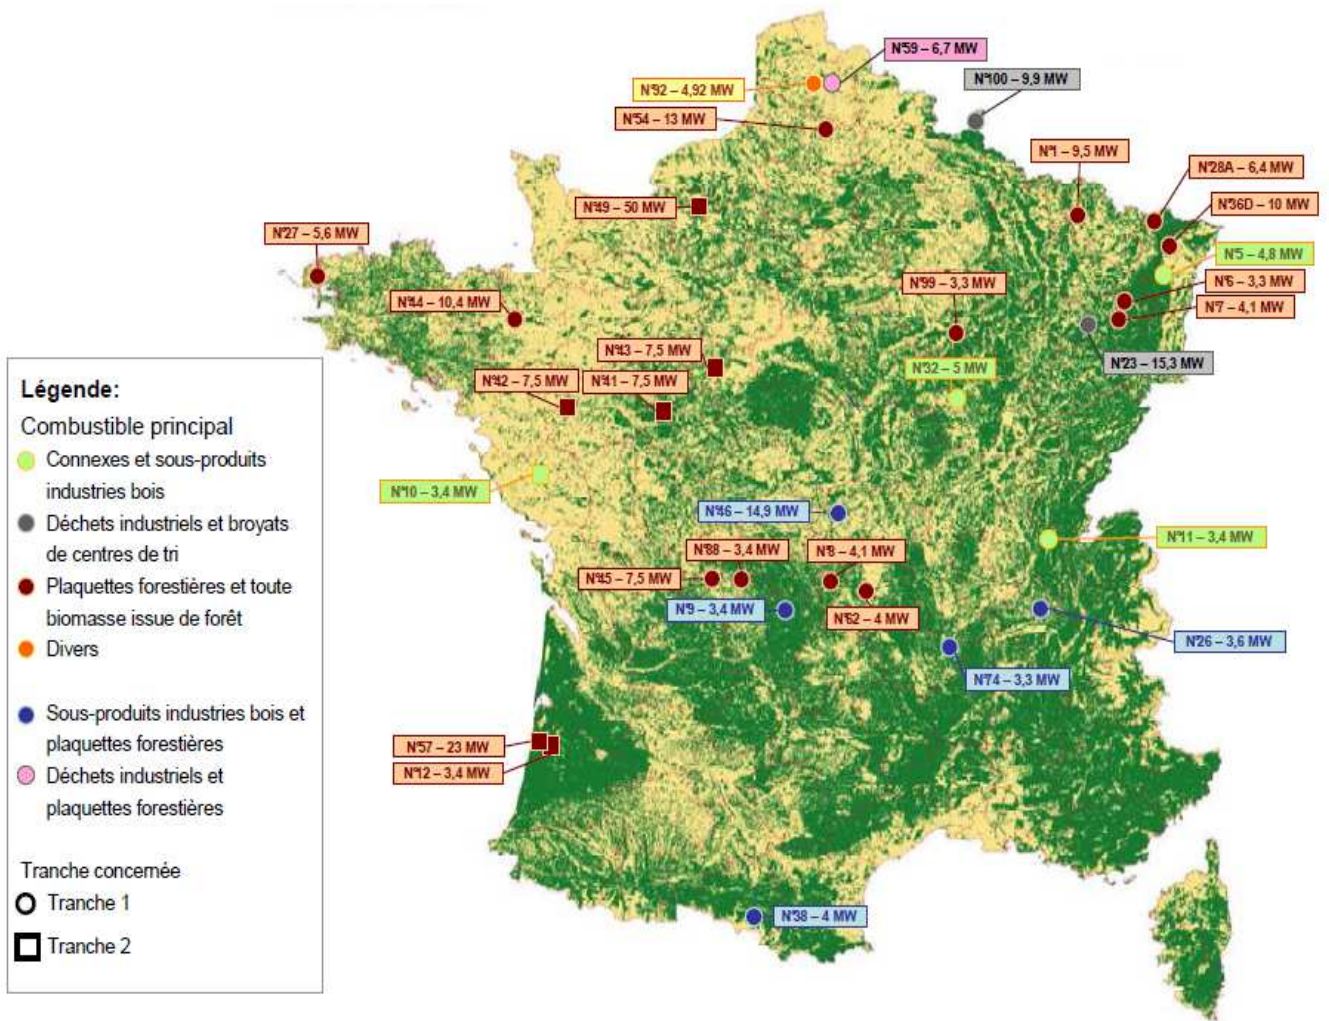 N°59 – 6,7 MW
N°100 – 9,9 MW
N°92 – 4,92 MW
N°54 – 13 MW
N°1 – 9,5 MW
N°28A – 6,4 MW
N°49 – 50 MW
N°36D – 10 MW
N°27 – 5,6 MW
N°5 – 4,8 MW
N°99 – 3,3 MW
N°6 – 3,3 MW
N°44 – 10,4 MW
N°7 – 4,1 MW
N°43 – 7,5 MW
N°23 – 15,3 MW
N°32 – 5 MW
N°42 – 7,5 MW
N°41 – 7,5 MW
N°10 – 3,4 MW
N°46 – 14,9 MW
N°11 – 3,4 MW
N°88 – 3,4 MW
N°8 – 4,1 MW
N°45 – 7,5 MW
N°9 – 3,4 MW
N°62 – 4 MW
N°26 – 3,6 MW
N°74 – 3,3 MW
N°57 – 23 MW
N°12 – 3,4 MW
N°38 – 4 MW
Légende:
Combustible principal
Connexes et sous-produits
industries bois
Déchets industriels et broyats
de centres de tri
Plaquettes forestières et toute
biomasse issue de forêt
Divers
Sous-produits industries bois et
plaquettes forestières
Déchets industriels et
plaquettes forestières
Tranche concernée
Tranche 1
Tranche 2